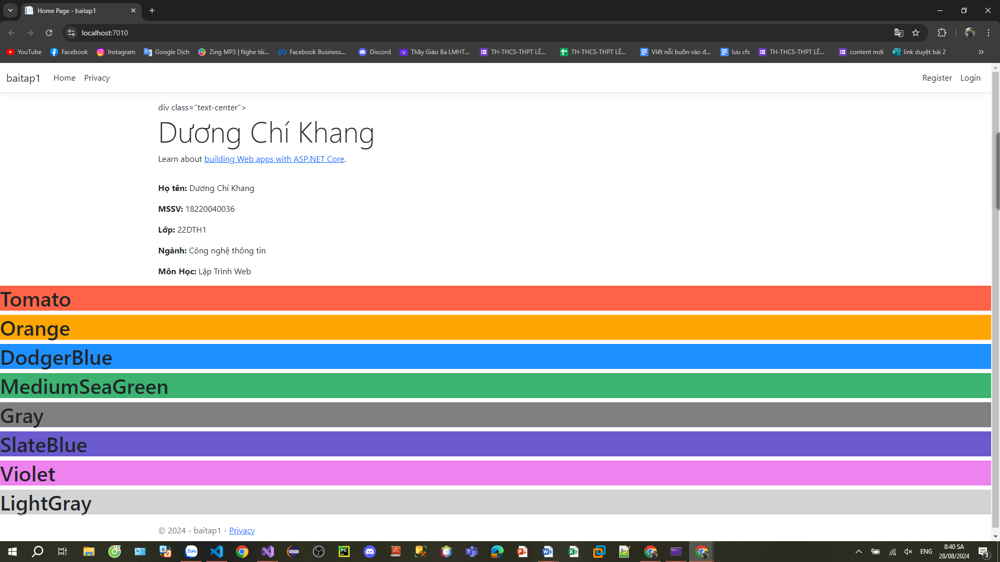 Home Page - baitap1
localhost:7010
YouTube Facebook Instagram Google Dịch Zing MP3 | Nghe tải... Facebook Business... Discord Thầy Giáo Ba LMHT... TH-THCS-THPT LÊ... TH-THCS-THPT LÊ... Viết nỗi buồn vào đ... lưu cfs TH-THCS-THPT LÊ... content mới link duyệt bài 2
baitap1 Home Privacy Register Login
div class="text-center">
Dương Chí Khang
Learn about building Web apps with ASP.NET Core.
Họ tên: Dương Chí Khang
MSSV: 18220040036
Lớp: 22DTH1
Ngành: Công nghệ thông tin
Môn Học: Lập Trình Web
Tomato
Orange
DodgerBlue
MediumSeaGreen
Gray
SlateBlue
Violet
LightGray
© 2024 - baitap1 - Privacy
ENG 8:40 SA
28/08/2024
3